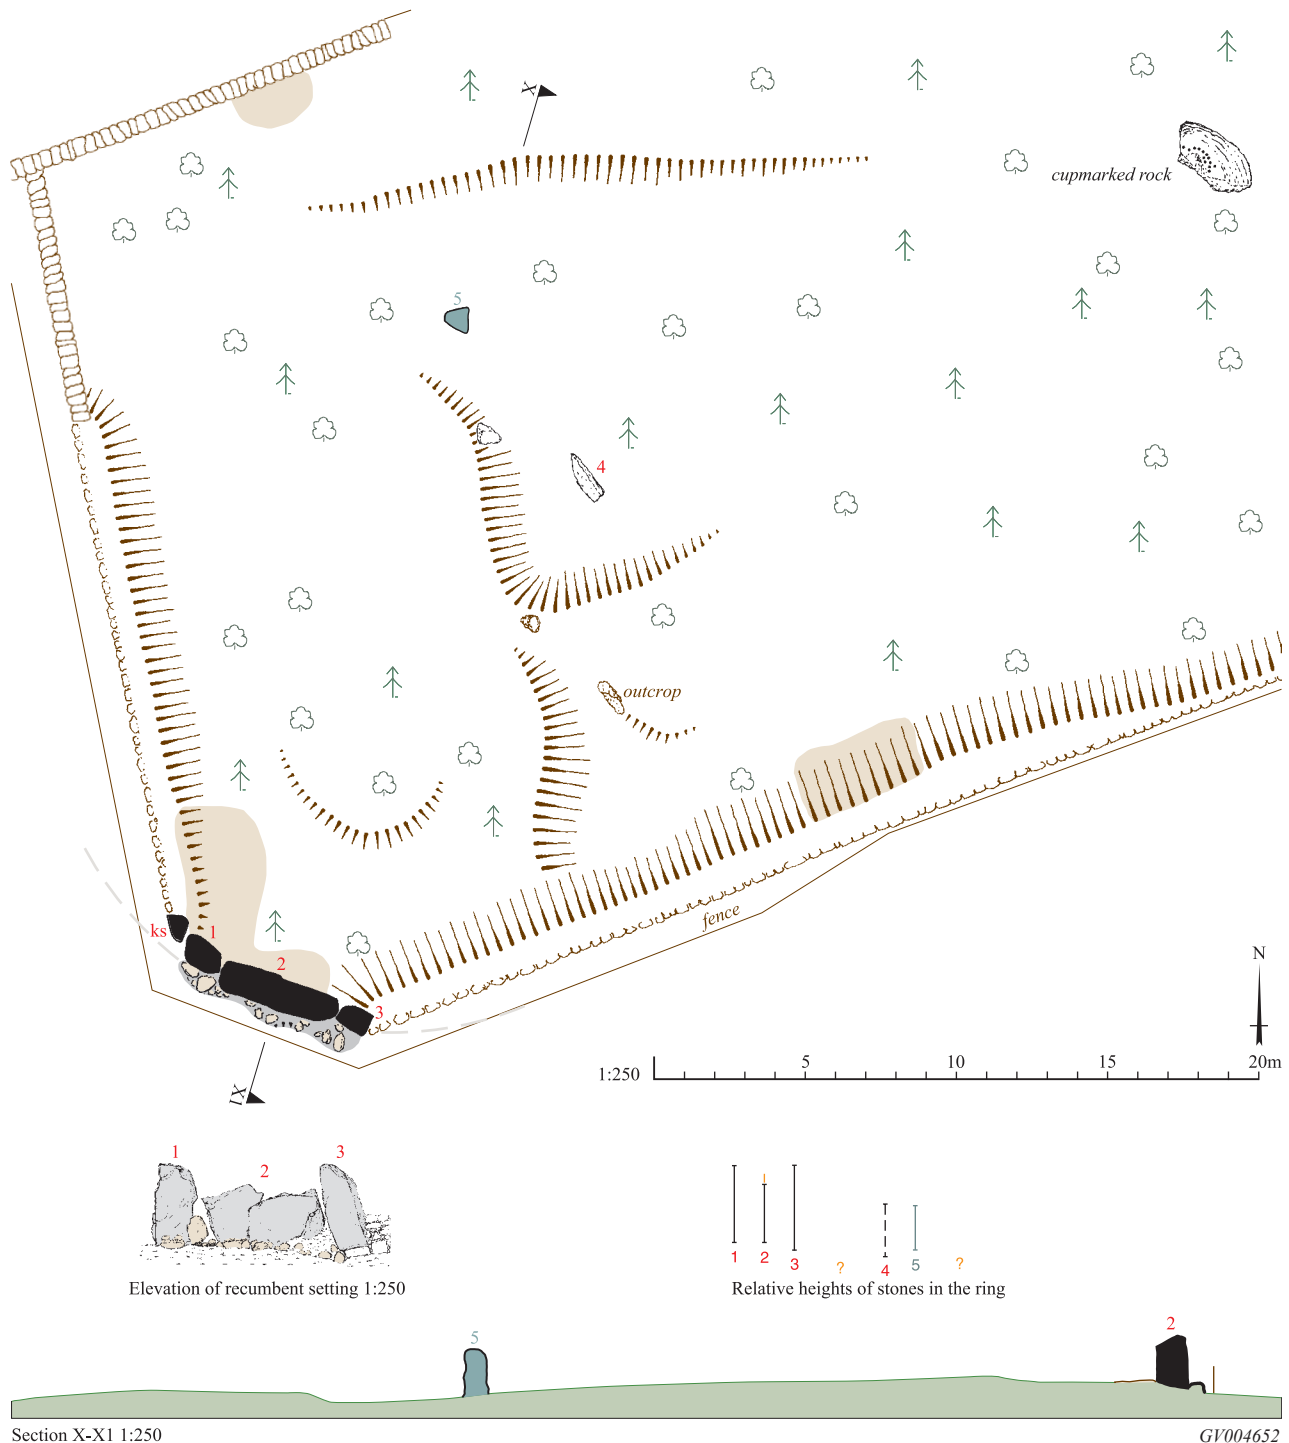 X
cupmarked rock
5
4
outcrop
ks
1
2
3
fence
N
1:250
5
10
15
20m
X1
1
2
3
1
2
3
?
4
5
?
Elevation of recumbent setting 1:250
Relative heights of stones in the ring
5
2
Section X-X1 1:250
GV004652